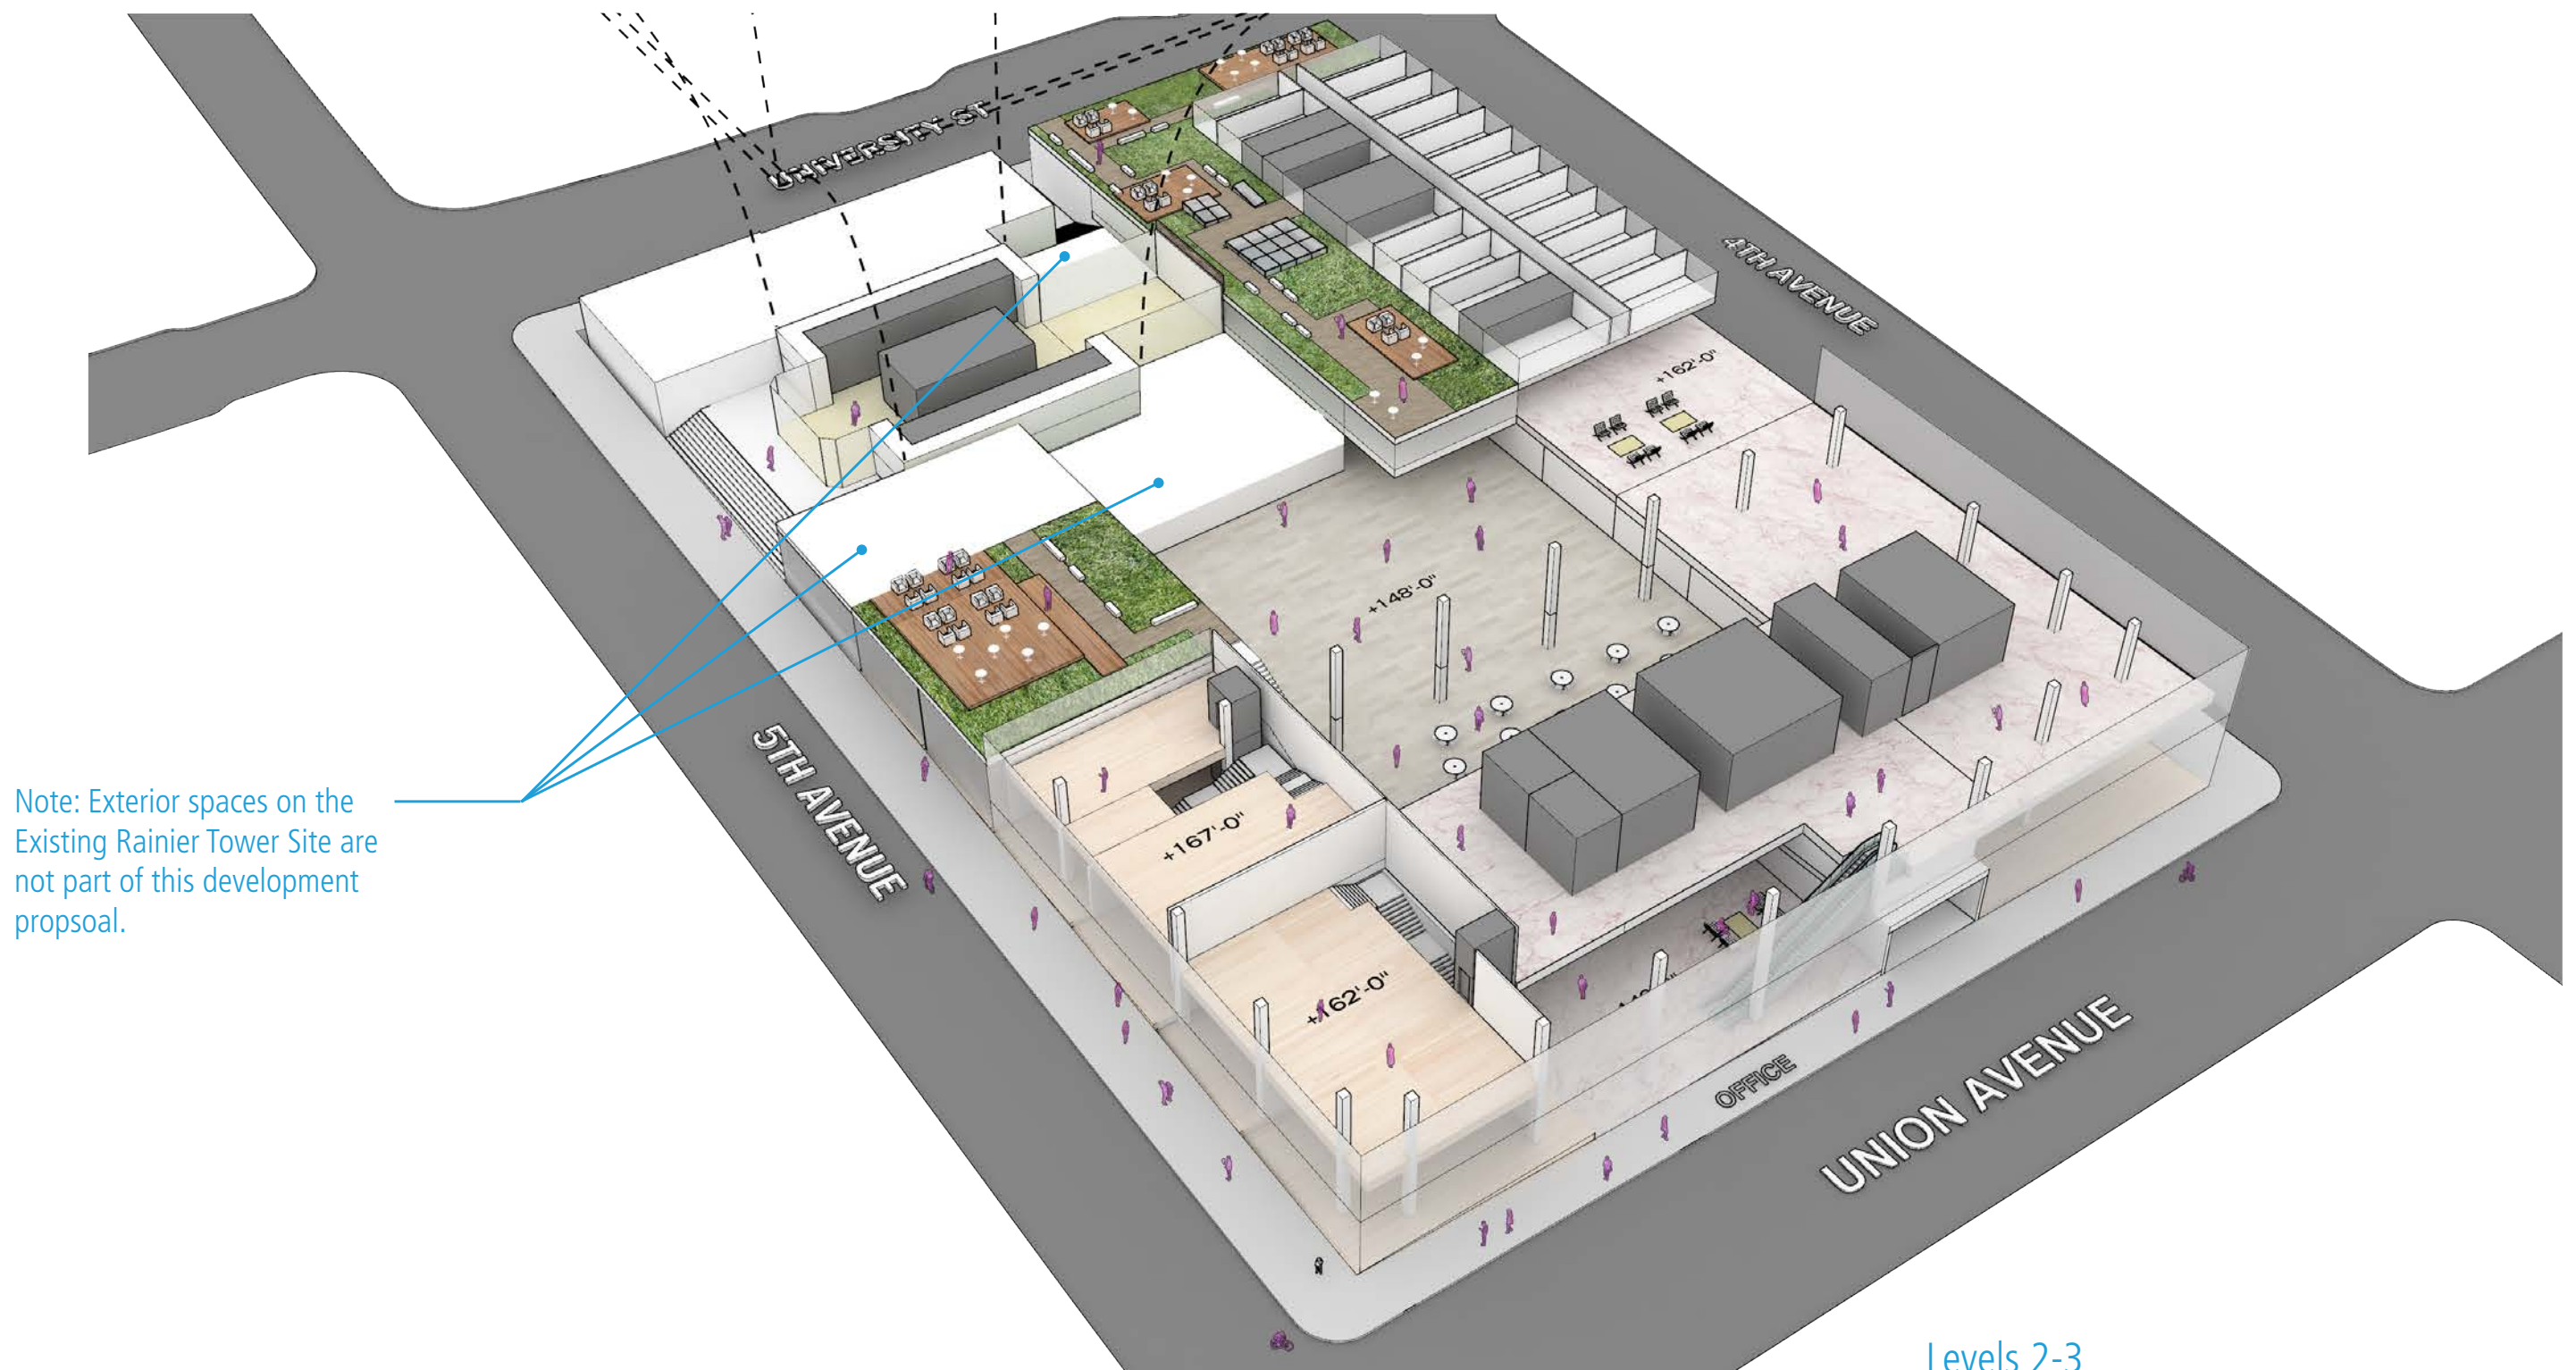 UNIVERSITY ST
4TH AVENUE
+162'-0"
+148'-0"
5TH AVENUE
Note: Exterior spaces on the
Existing Rainier Tower Site are
not part of this development
propsoal.
+167'-0"
+162'-0"
OFFICE
UNION AVENUE
Levels 2-3